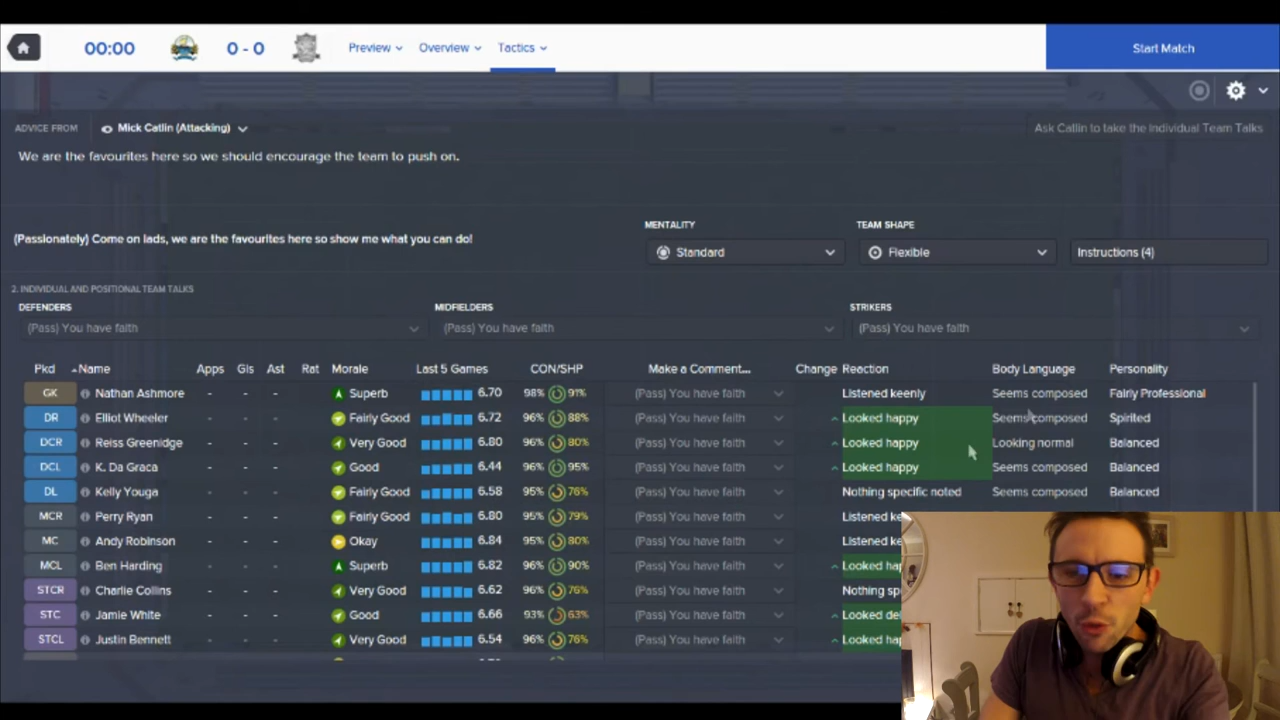 00:00 0 - 0 Preview Overview Tactics Start Match
ADVICE FROM Mick Catlin (Attacking) Ask Catlin to take the Individual Team Talks
We are the favourites here so we should encourage the team to push on.
MENTALITY TEAM SHAPE
(Passionately) Come on lads, we are the favourites here so show me what you can do! Standard Flexible Instructions (4)
2. INDIVIDUAL AND POSITIONAL TEAM TALKS
DEFENDERS MIDFIELDERS STRIKERS
(Pass) You have faith (Pass) You have faith (Pass) You have faith
Pkd Name Apps Gls Ast Rat Morale Last 5 Games CON/SHP Make a Comment... Change Reaction Body Language Personality
GK Nathan Ashmore - - - - Superb 6.70 98% 91% (Pass) You have faith Listened keenly Seems composed Fairly Professional
DR Elliot Wheeler - - - - Fairly Good 6.72 96% 88% (Pass) You have faith Looked happy Seems composed Spirited
DCR Reiss Greenidge - - - - Very Good 6.80 96% 80% (Pass) You have faith Looked happy Looking normal Balanced
DCL K. Da Graca - - - - Good 6.44 96% 95% (Pass) You have faith Looked happy Seems composed Balanced
DL Kelly Youga - - - - Fairly Good 6.58 95% 76% (Pass) You have faith Nothing specific noted Seems composed Balanced
MCR Perry Ryan - - - - Fairly Good 6.80 95% 79% (Pass) You have faith Listened
MC Andy Robinson - - - - Okay 6.84 95% 80% (Pass) You have faith Listened
MCL Ben Harding - - - - Superb 6.82 96% 90% (Pass) You have faith Looked
STCR Charlie Collins - - - - Very Good 6.62 96% 76% (Pass) You have faith Nothing
STC Jamie White - - - - Good 6.66 93% 63% (Pass) You have faith Looked
STCL Justin Bennett - - - - Very Good 6.54 96% 76% (Pass) You have faith Looked